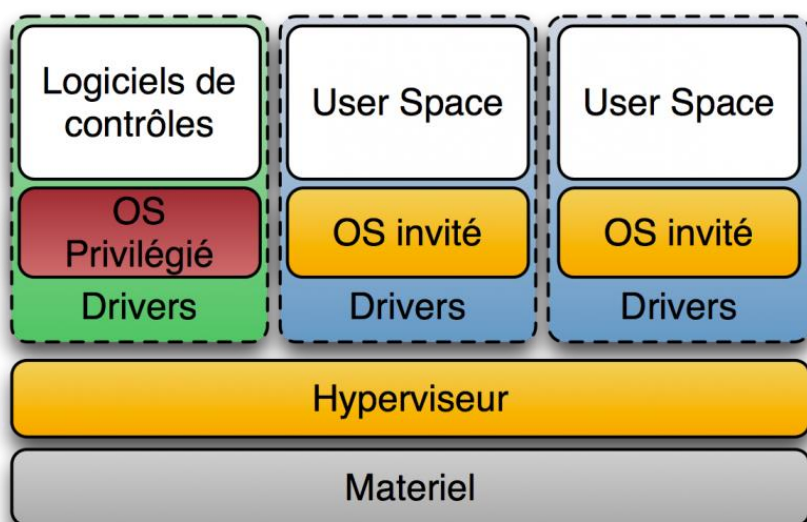 Logiciels de
contrôles
OS
Privilégié
Drivers
User Space
OS invité
Drivers
User Space
OS invité
Drivers
Hyperviseur
Materiel